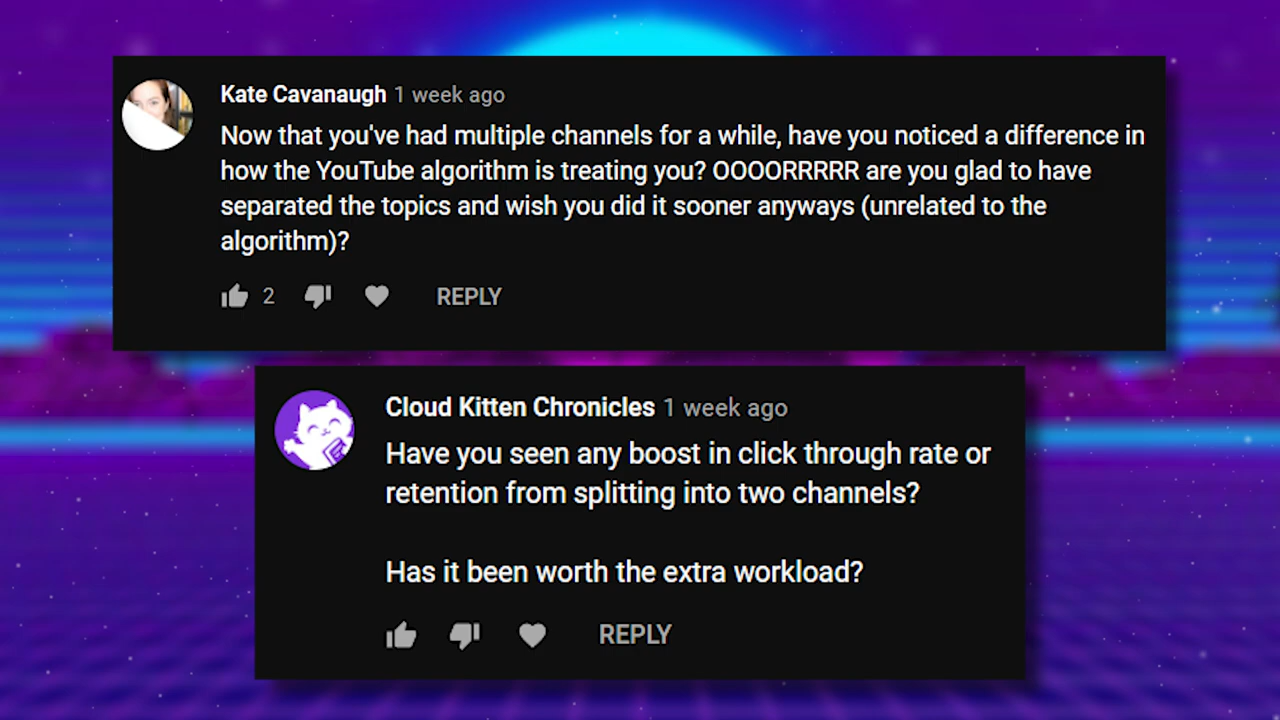 Kate Cavanaugh 1 week ago
Now that you've had multiple channels for a while, have you noticed a difference in
how the YouTube algorithm is treating you? OOOORRRRR are you glad to have
separated the topics and wish you did it sooner anyways (unrelated to the
algorithm)?
2 REPLY
Cloud Kitten Chronicles 1 week ago
Have you seen any boost in click through rate or
retention from splitting into two channels?
Has it been worth the extra workload?
REPLY